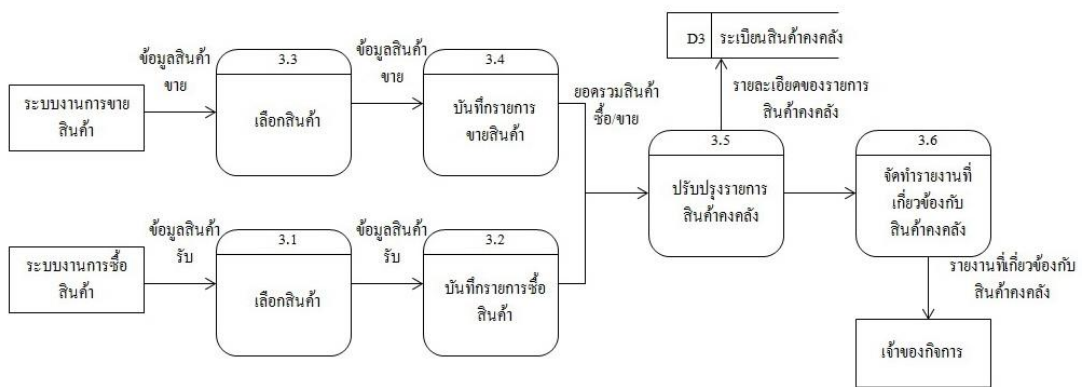 ระบบงานการขาย
สินค้า
ข้อมูลสินค้า
ขาย
3.3
เลือกสินค้า
ข้อมูลสินค้า
ขาย
3.4
บันทึกรายการ
ขายสินค้า
ยอดรวมสินค้า
ซื้อ/ขาย
D3
ระเบียนสินค้าคงคลัง
รายละเอียดของรายการ
สินค้าคงคลัง
3.5
ปรับปรุงรายการ
สินค้าคงคลัง
3.6
จัดทำรายงานที่
เกี่ยวข้องกับ
สินค้าคงคลัง
ระบบงานการซื้อ
สินค้า
ข้อมูลสินค้า
รับ
3.1
เลือกสินค้า
ข้อมูลสินค้า
รับ
3.2
บันทึกรายการซื้อ
สินค้า
รายงานที่เกี่ยวข้องกับ
สินค้าคงคลัง
เจ้าของกิจการ